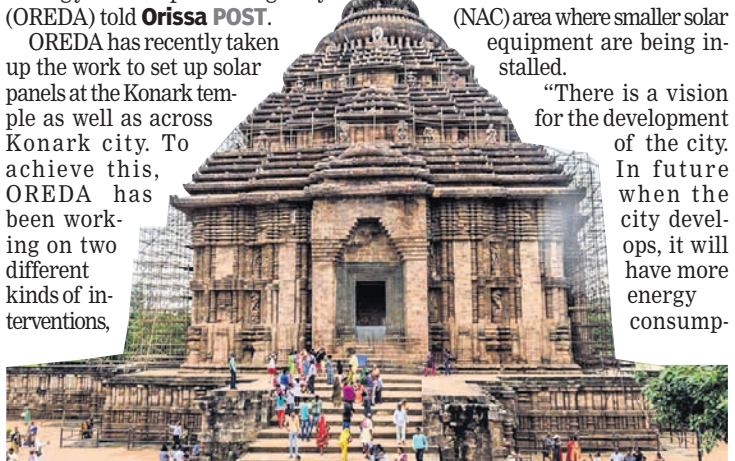 (OREDA) told Orissa POST.
OREDA has recently taken
up the work to set up solar
panels at the Konark tem-
ple as well as across
Konark city. To
achieve this,
OREDA has
been work-
ing on two
different
kinds of in-
terventions,
(NAC) area where smaller solar
equipment are being in-
stalled.
“There is a vision
for the development
of the city.
In future
when the
city devel-
ops, it will
have more
energy
consump-